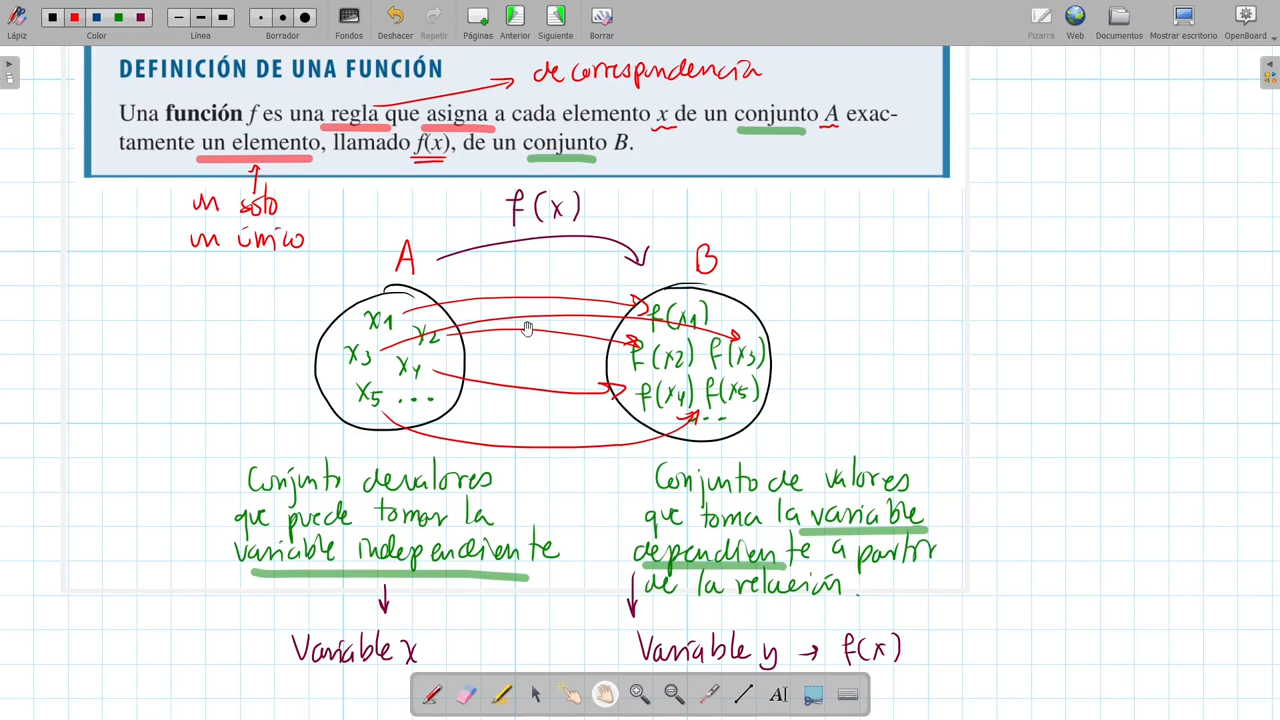 Lápiz Color Línea Borrador Fondos Deshacer Repetir Páginas Anterior Siguiente Borrar Pizarra Web Documentos Mostrar escritorio OpenBoard
DEFINICIÓN DE UNA FUNCIÓN
de correspondencia
Una función f es una regla que asigna a cada elemento x de un conjunto A exac-
tamente un elemento, llamado f(x), de un conjunto B.
un solo
un único
f(x)
A
B
x1
x2
x3
x4
x5 ...
f(x1)
f(x2) f(x3)
f(x4) f(x5)
...
Conjunto de valores
que puede tomar la
variable independiente
Variable x
Conjunto de valores
que toma la variable
dependiente a partir
de la relación.
Variable y → f(x)
AI